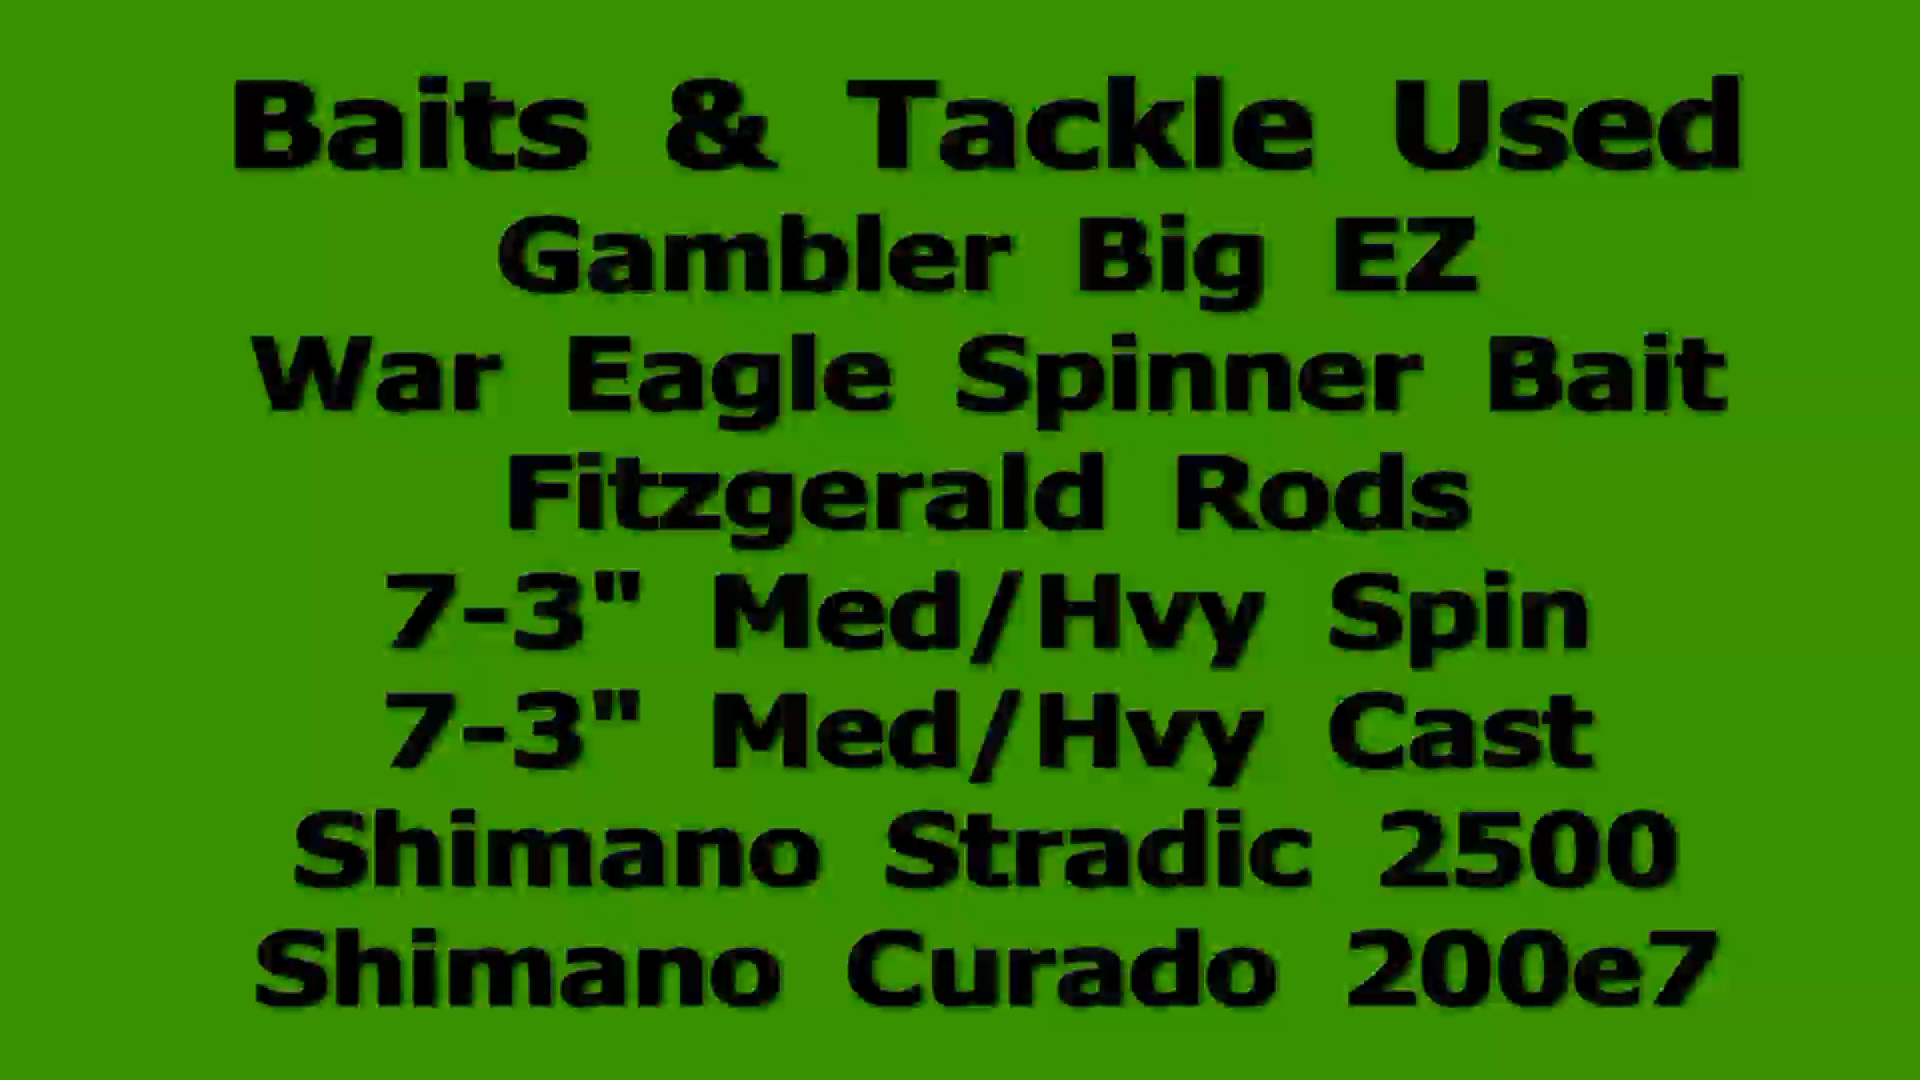 Baits & Tackle Used
Gambler Big EZ
War Eagle Spinner Bait
Fitzgerald Rods
7-3" Med/Hvy Spin
7-3" Med/Hvy Cast
Shimano Stradic 2500
Shimano Curado 200e7